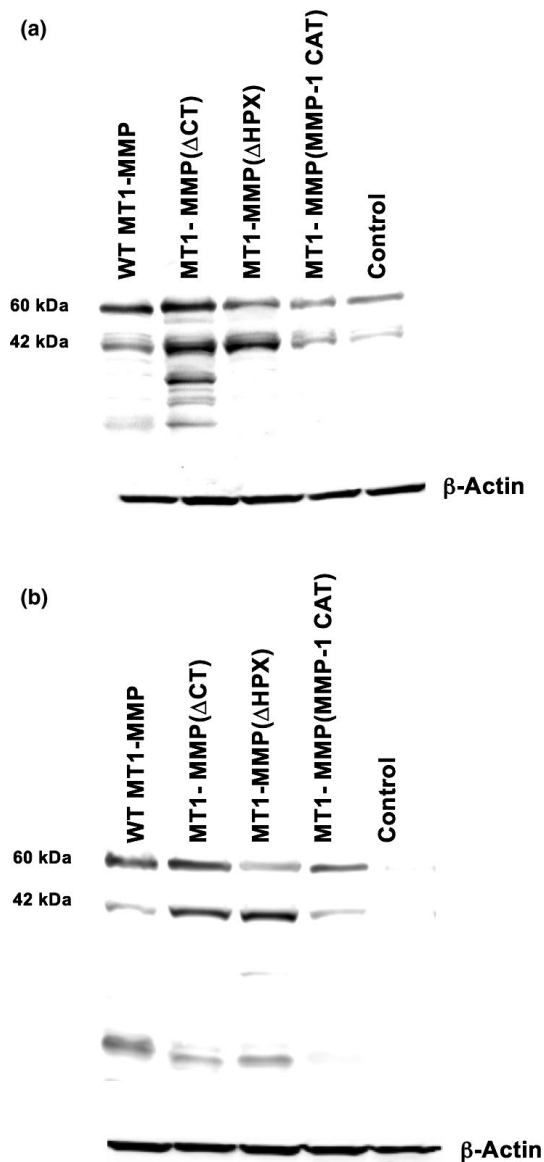 (a)
WT MT1-MMP
MT1- MMP(ΔCT)
MT1-MMP(ΔHPX)
MT1- MMP(MMP-1 CAT)
Control
60 kDa
42 kDa
β-Actin
(b)
WT MT1-MMP
MT1- MMP(ΔCT)
MT1-MMP(ΔHPX)
MT1- MMP(MMP-1 CAT)
Control
60 kDa
42 kDa
β-Actin